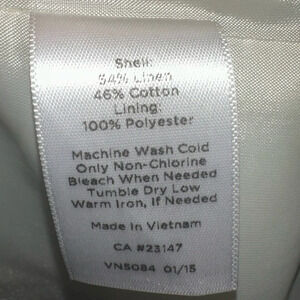 Shell:
54% Linen
46% Cotton
Lining:
100% Polyester
Machine Wash Cold
Only Non-Chlorine
Bleach When Needed
Tumble Dry Low
Warm Iron, If Needed
Made in Vietnam
CA #23147
VN5084 01/15